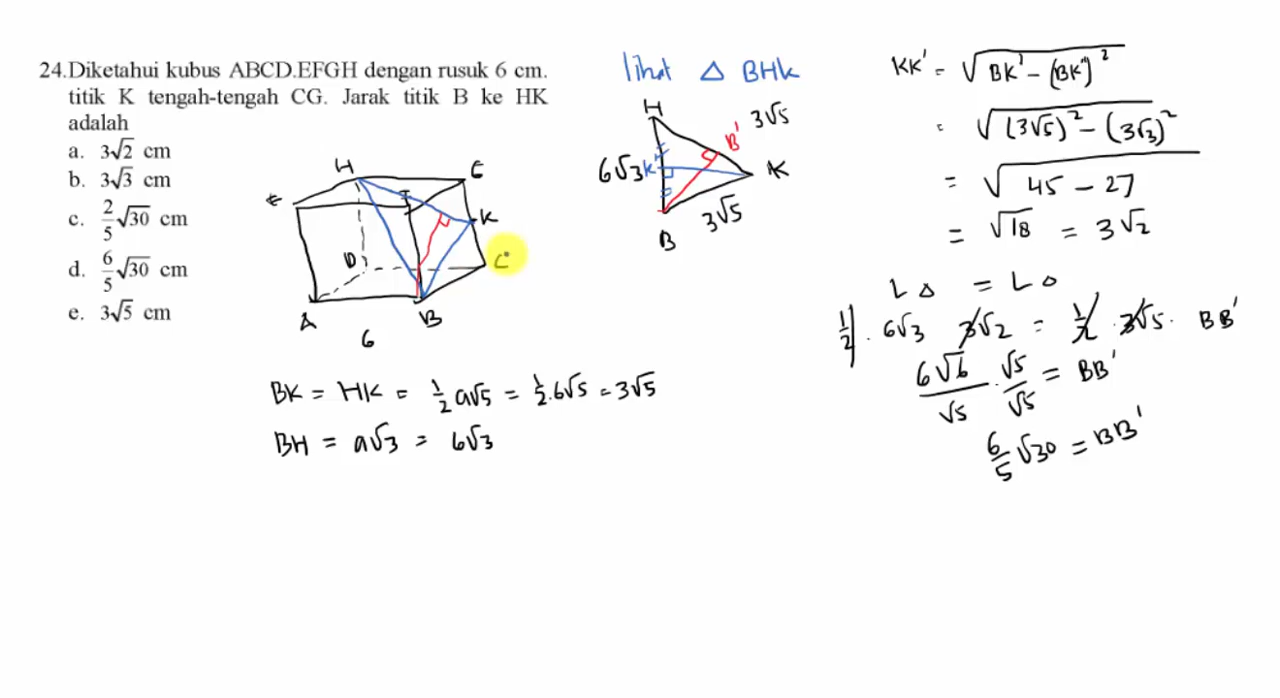 24.Diketahui kubus ABCD.EFGH dengan rusuk 6 cm.
titik K tengah-tengah CG. Jarak titik B ke HK
adalah
a. 3√2 cm
b. 3√3 cm
c. 2/5 √30 cm
d. 6/5 √30 cm
e. 3√5 cm
H
K
D
C
A
B
6
BK = HK = 1/2 a√5 = 1/2 . 6√5 = 3√5
BH = a√3 = 6√3
lihat △ BHK
H
3√5
B'
6√3
K'
K
3√5
B
KK' = √BK' - (BK')²
= √(3√5)² - (3√3)²
= √45 - 27
= √18 = 3√2
L △ = L △
1/2 . 6√3 3√2 = 1/2 . 3√5 . BB'
6√6/√5 . √5/√5 = BB'
6/5 √30 = BB'